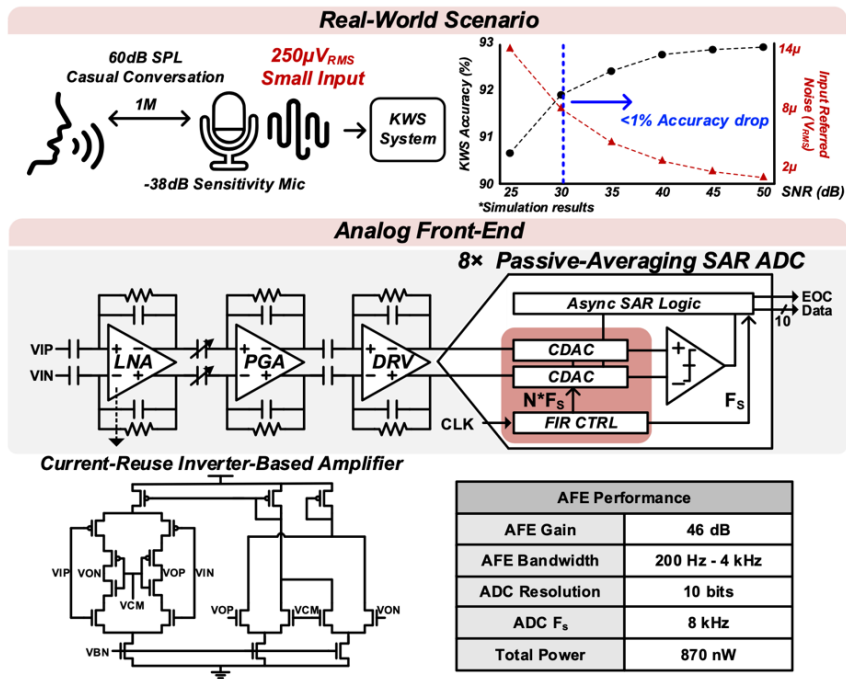 Real-World Scenario
60dB SPL
Casual Conversation
1M
-38dB Sensitivity Mic
250µV_RMS
Small Input
KWS
System
KWS Accuracy (%)
93
92
91
90
25
30
35
40
45
50
SNR (dB)
14µ
8µ
2µ
Input Referred
Noise (V_RMS)
<1% Accuracy drop
*Simulation results
Analog Front-End
8× Passive-Averaging SAR ADC
VIP
VIN
LNA
PGA
DRV
Async SAR Logic
EOC
Data
10
CDAC
CDAC
N*F_S
F_S
CLK
FIR CTRL
Current-Reuse Inverter-Based Amplifier
VIP
VON
VOP
VIN
VCM
VBN
VOP
VCM
VON
AFE Performance
AFE Gain 46 dB
AFE Bandwidth 200 Hz - 4 kHz
ADC Resolution 10 bits
ADC F_s 8 kHz
Total Power 870 nW